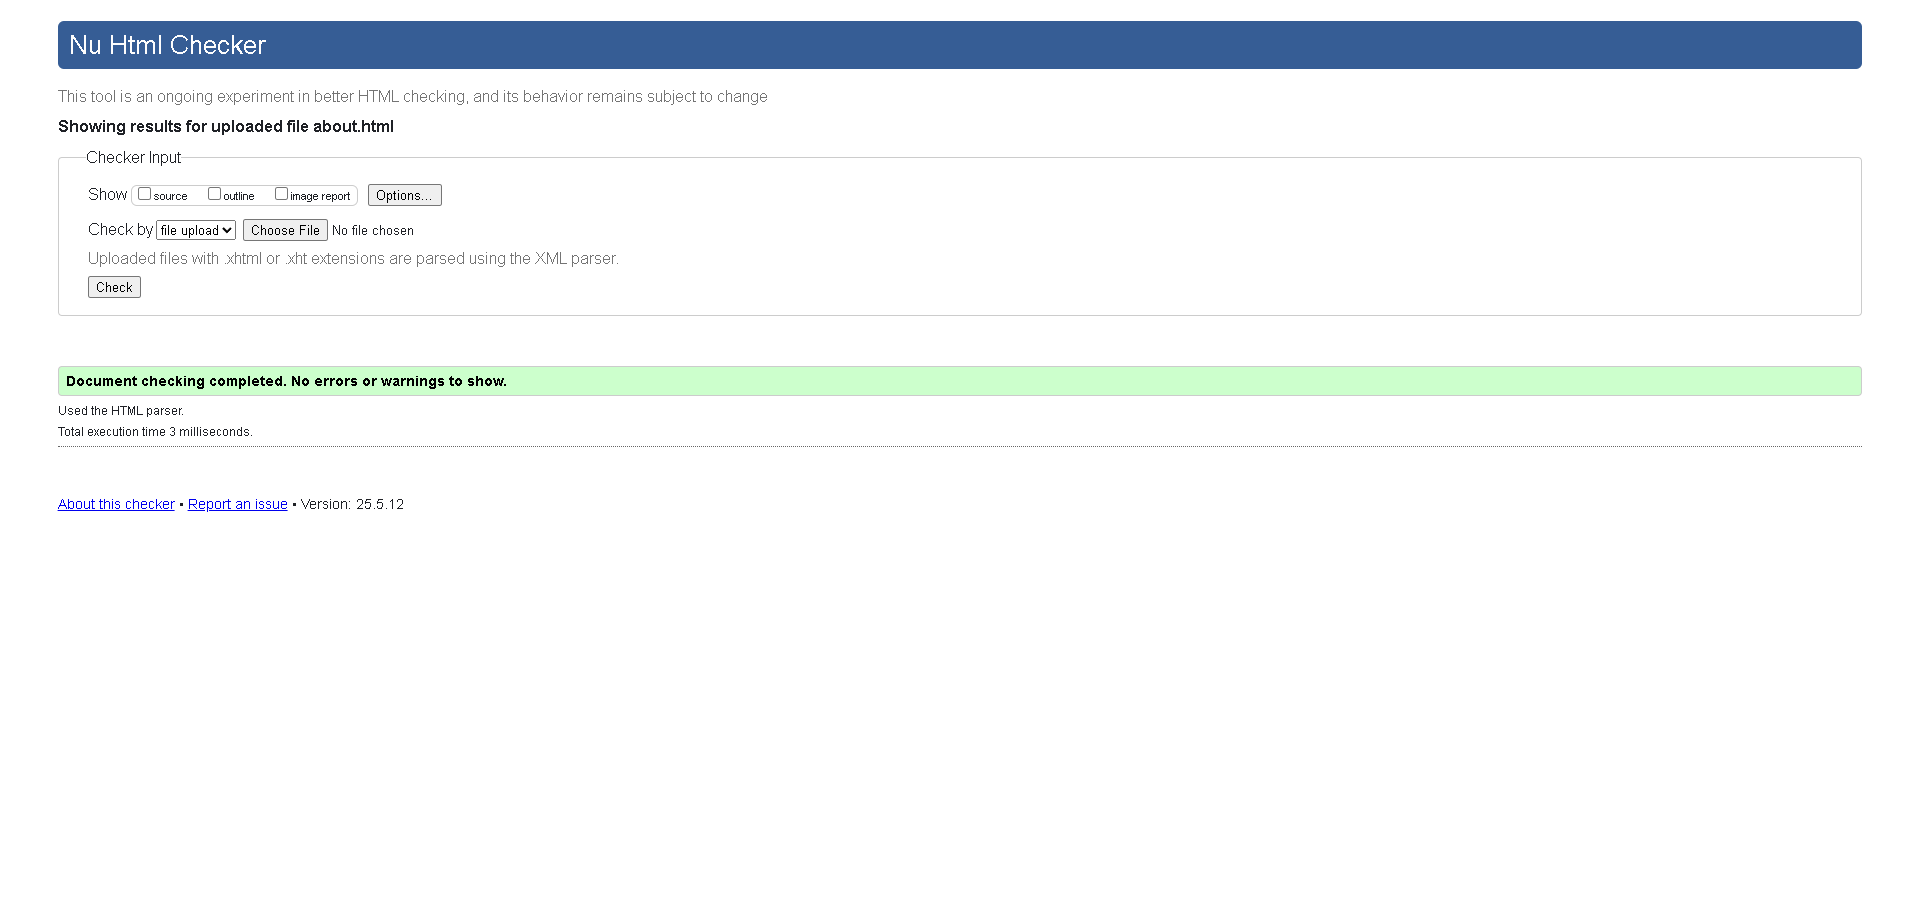 Nu Html Checker
This tool is an ongoing experiment in better HTML checking, and its behavior remains subject to change
Showing results for uploaded file about.html
Checker Input
Show source outline image report Options...
Check by file upload Choose File No file chosen
Uploaded files with .xhtml or .xht extensions are parsed using the XML parser.
Check
Document checking completed. No errors or warnings to show.
Used the HTML parser.
Total execution time 3 milliseconds.
About this checker • Report an issue • Version: 25.5.12